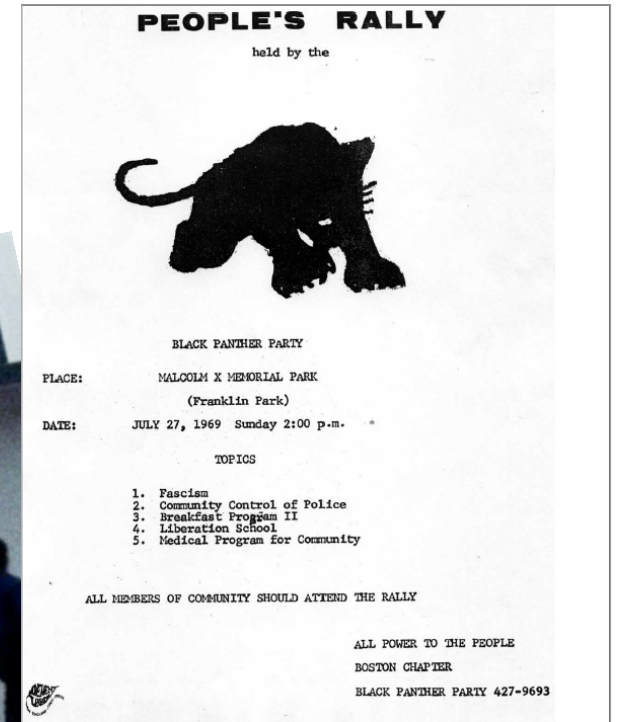 PEOPLE'S RALLY
held by the
BLACK PANTHER PARTY
PLACE: MALCOLM X MEMORIAL PARK
(Franklin Park)
DATE: JULY 27, 1969 Sunday 2:00 p.m.
TOPICS
1. Fascism
2. Community Control of Police
3. Breakfast Program II
4. Liberation School
5. Medical Program for Community
ALL MEMBERS OF COMMUNITY SHOULD ATTEND THE RALLY
ALL POWER TO THE PEOPLE
BOSTON CHAPTER
BLACK PANTHER PARTY 427-9693